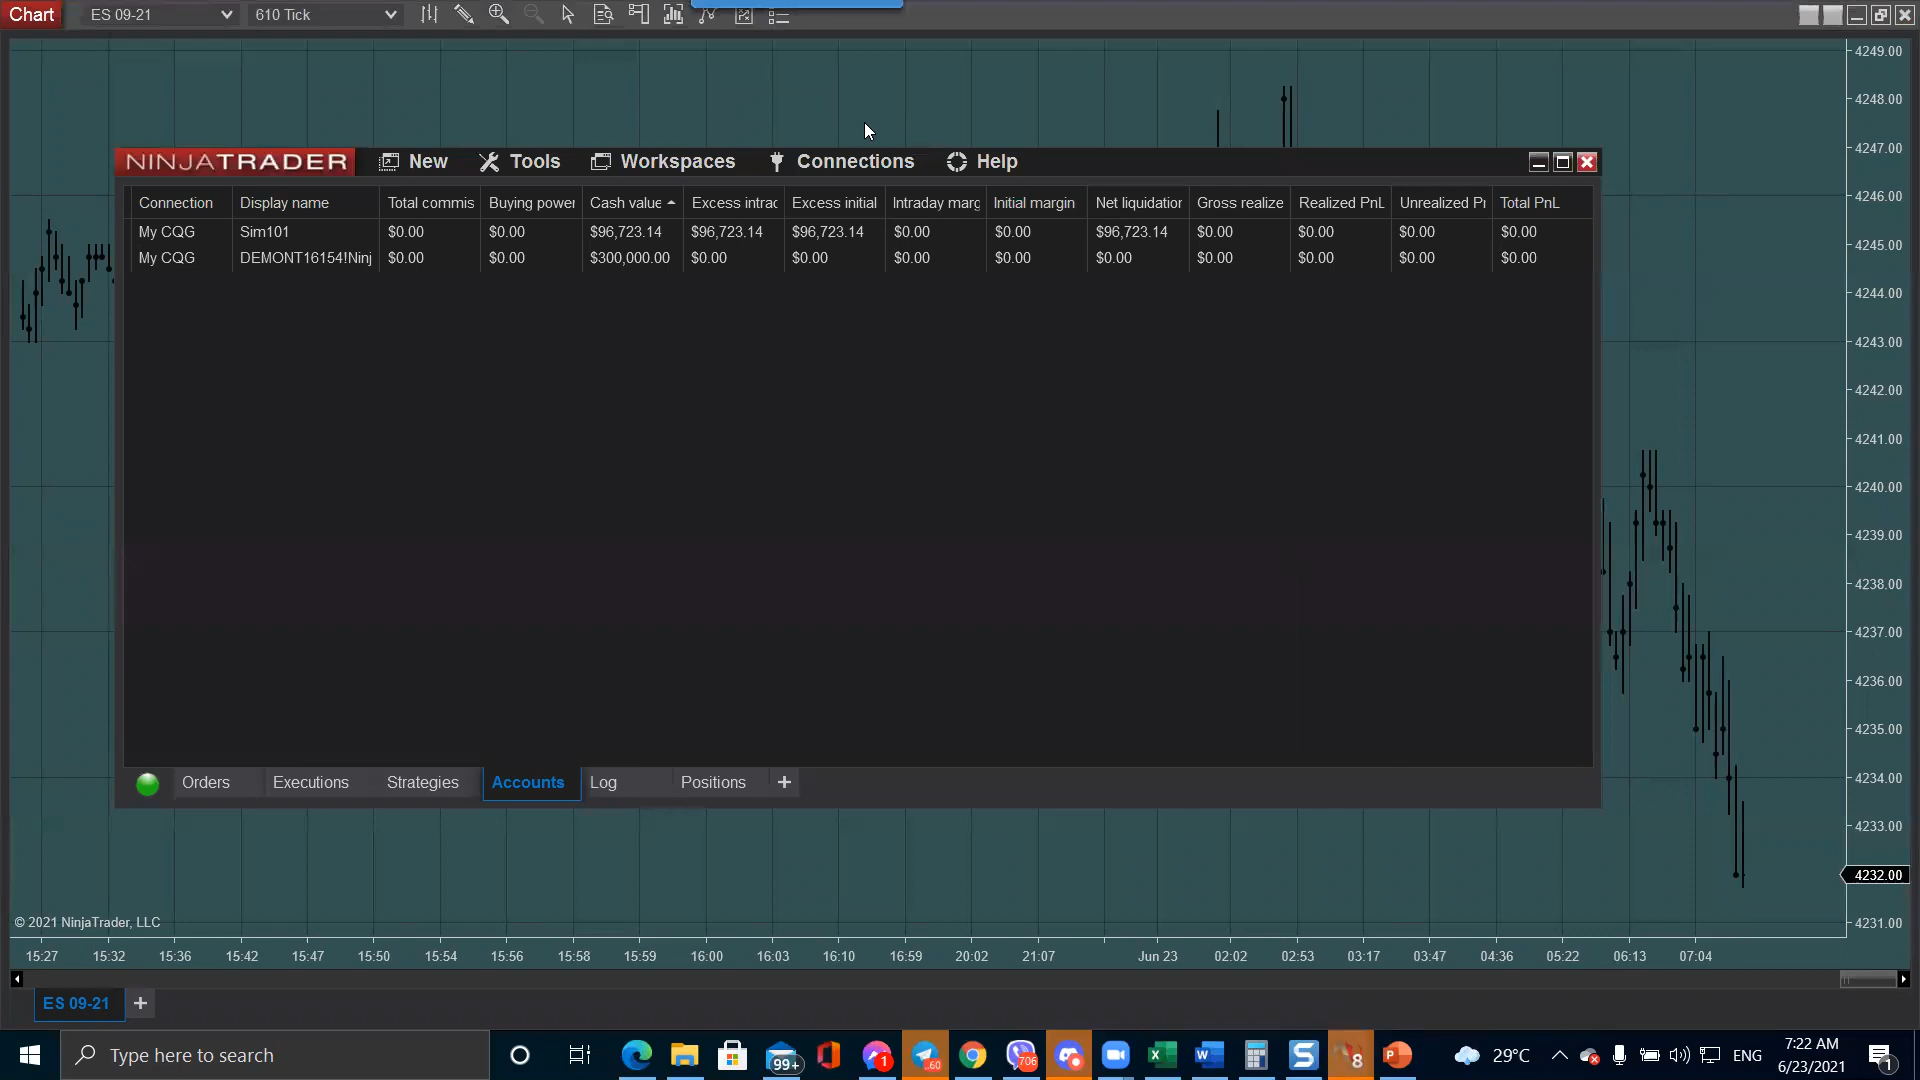 Chart ES 09-21 610 Tick
4249.00
4248.00
4247.00
4246.00
4245.00
4244.00
4243.00
4242.00
4241.00
4240.00
4239.00
4238.00
4237.00
4236.00
4235.00
4234.00
4233.00
4232.00
4231.00
NINJATRADER New Tools Workspaces Connections Help
Connection Display name Total commis Buying power Cash value Excess intrac Excess initial Intraday marg Initial margin Net liquidation Gross realize Realized PnL Unrealized Pr Total PnL
My CQG Sim101 $0.00 $0.00 $96,723.14 $96,723.14 $96,723.14 $0.00 $0.00 $96,723.14 $0.00 $0.00 $0.00 $0.00
My CQG DEMONT16154!Ninj $0.00 $0.00 $300,000.00 $0.00 $0.00 $0.00 $0.00 $0.00 $0.00 $0.00 $0.00 $0.00
Orders Executions Strategies Accounts Log Positions +
© 2021 NinjaTrader, LLC
15:27 15:32 15:36 15:42 15:47 15:50 15:54 15:56 15:58 15:59 16:00 16:03 16:10 16:59 20:02 21:07 Jun 23 02:02 02:53 03:17 03:47 04:36 05:22 06:13 07:04
ES 09-21 +
Type here to search
99+ 1 60 706 8 29°C ENG
7:22 AM
6/23/2021
1